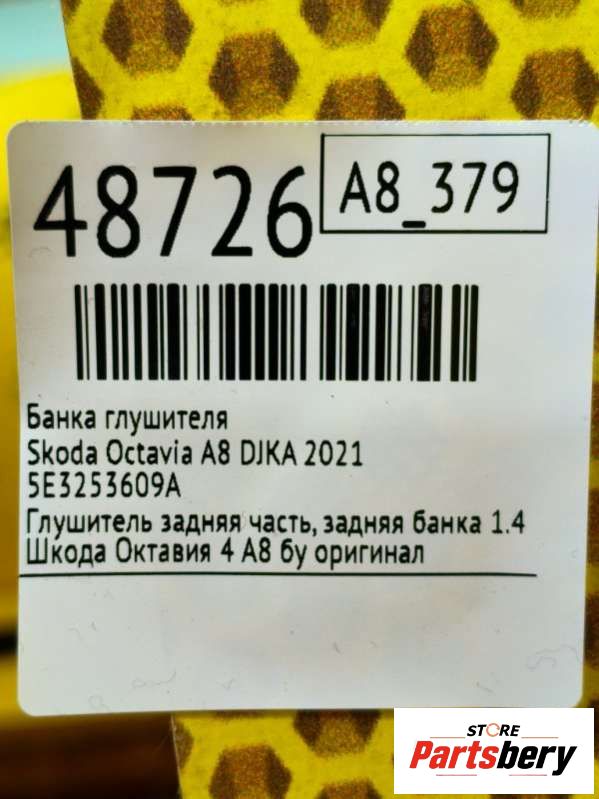 48726
A8_379
Банка глушителя
Skoda Octavia A8 DJKA 2021
5E3253609A
Глушитель задняя часть, задняя банка 1.4
Шкода Октавия 4 А8 бу оригинал
STORE
Partsbery